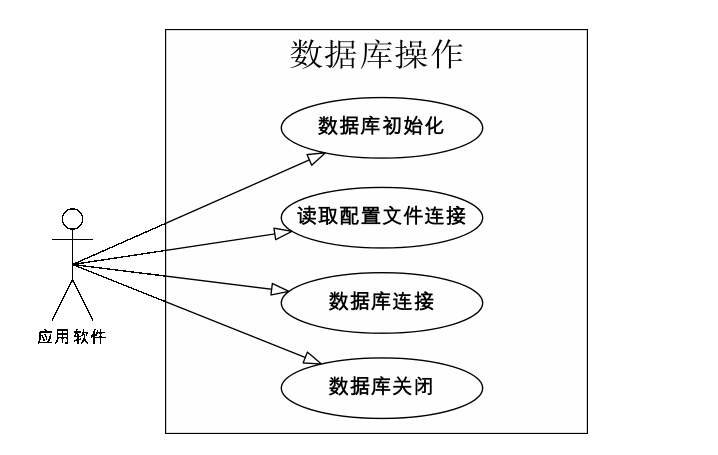 数据库操作
数据库初始化
读取配置文件连接
数据库连接
数据库关闭
应用软件